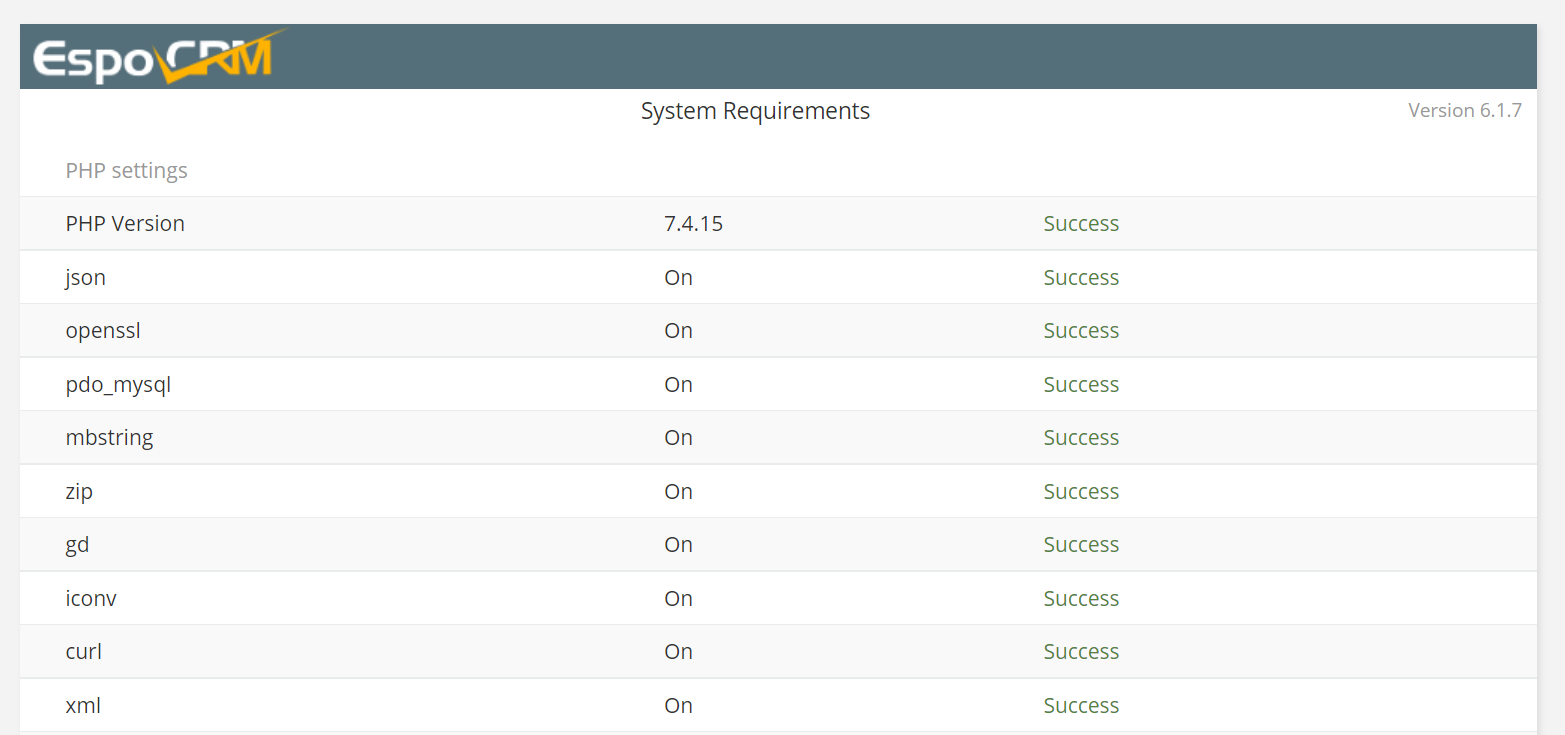 EspoCRM
System Requirements Version 6.1.7
PHP settings
PHP Version 7.4.15 Success
json On Success
openssl On Success
pdo_mysql On Success
mbstring On Success
zip On Success
gd On Success
iconv On Success
curl On Success
xml On Success